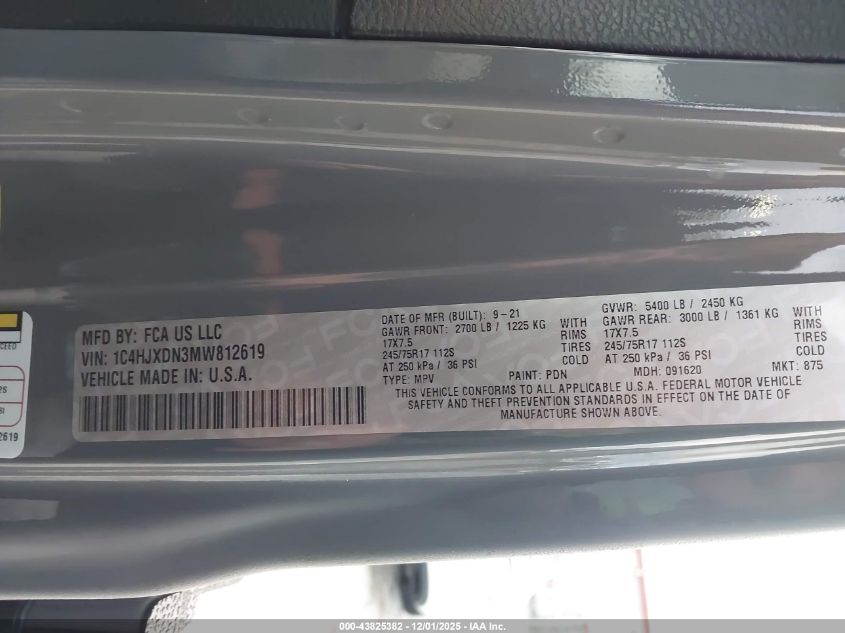 XCEED
2S
SI
2619
MFD BY: FCA US LLC
VIN: 1C4HJXDN3MW812619
VEHICLE MADE IN: U.S.A.
DATE OF MFR (BUILT): 9-21
GAWR FRONT: 2700 LB / 1225 KG WITH
17X7.5 RIMS
245/75R17 112S TIRES
AT 250 kPa / 36 PSI COLD
TYPE: MPV PAINT: PDN
GVWR: 5400 LB / 2450 KG
GAWR REAR: 3000 LB / 1361 KG WITH
17X7.5 RIMS
245/75R17 112S TIRES
AT 250 kPa / 36 PSI COLD
MDH: 091620 MKT: 875
THIS VEHICLE CONFORMS TO ALL APPLICABLE U.S.A. FEDERAL MOTOR VEHICLE
SAFETY AND THEFT PREVENTION STANDARDS IN EFFECT ON THE DATE OF
MANUFACTURE SHOWN ABOVE.
000-43825382 - 12/01/2025 - IAA Inc.